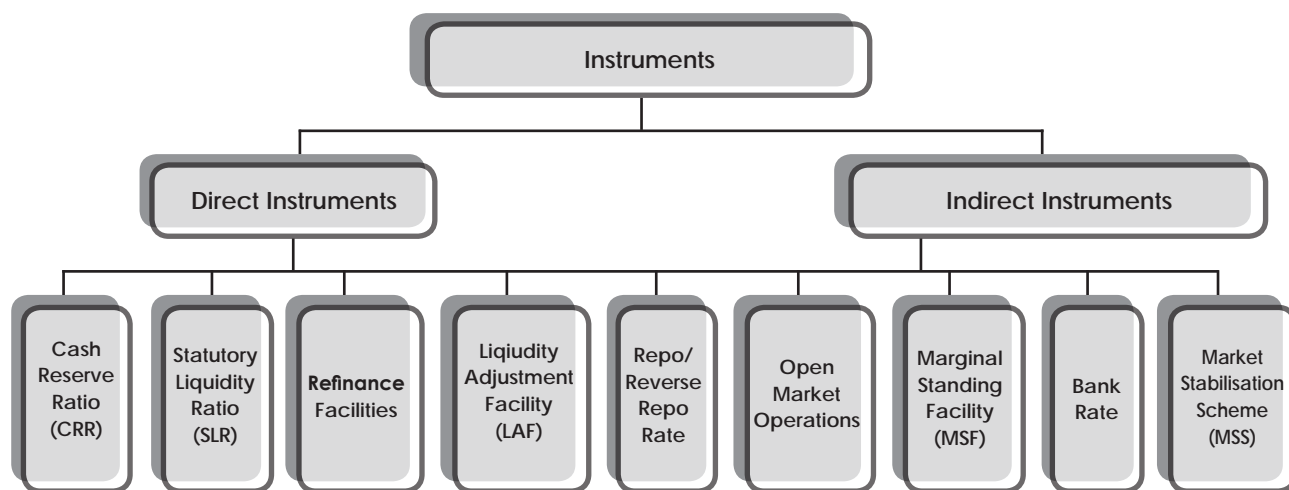 Instruments
Direct Instruments
Indirect Instruments
Cash
Reserve
Ratio
(CRR)
Statutory
Liquidity
Ratio
(SLR)
Refinance
Facilities
Liqiudity
Adjustment
Facility
(LAF)
Repo/
Reverse
Repo
Rate
Open
Market
Operations
Marginal
Standing
Facility
(MSF)
Bank
Rate
Market
Stabilisation
Scheme
(MSS)